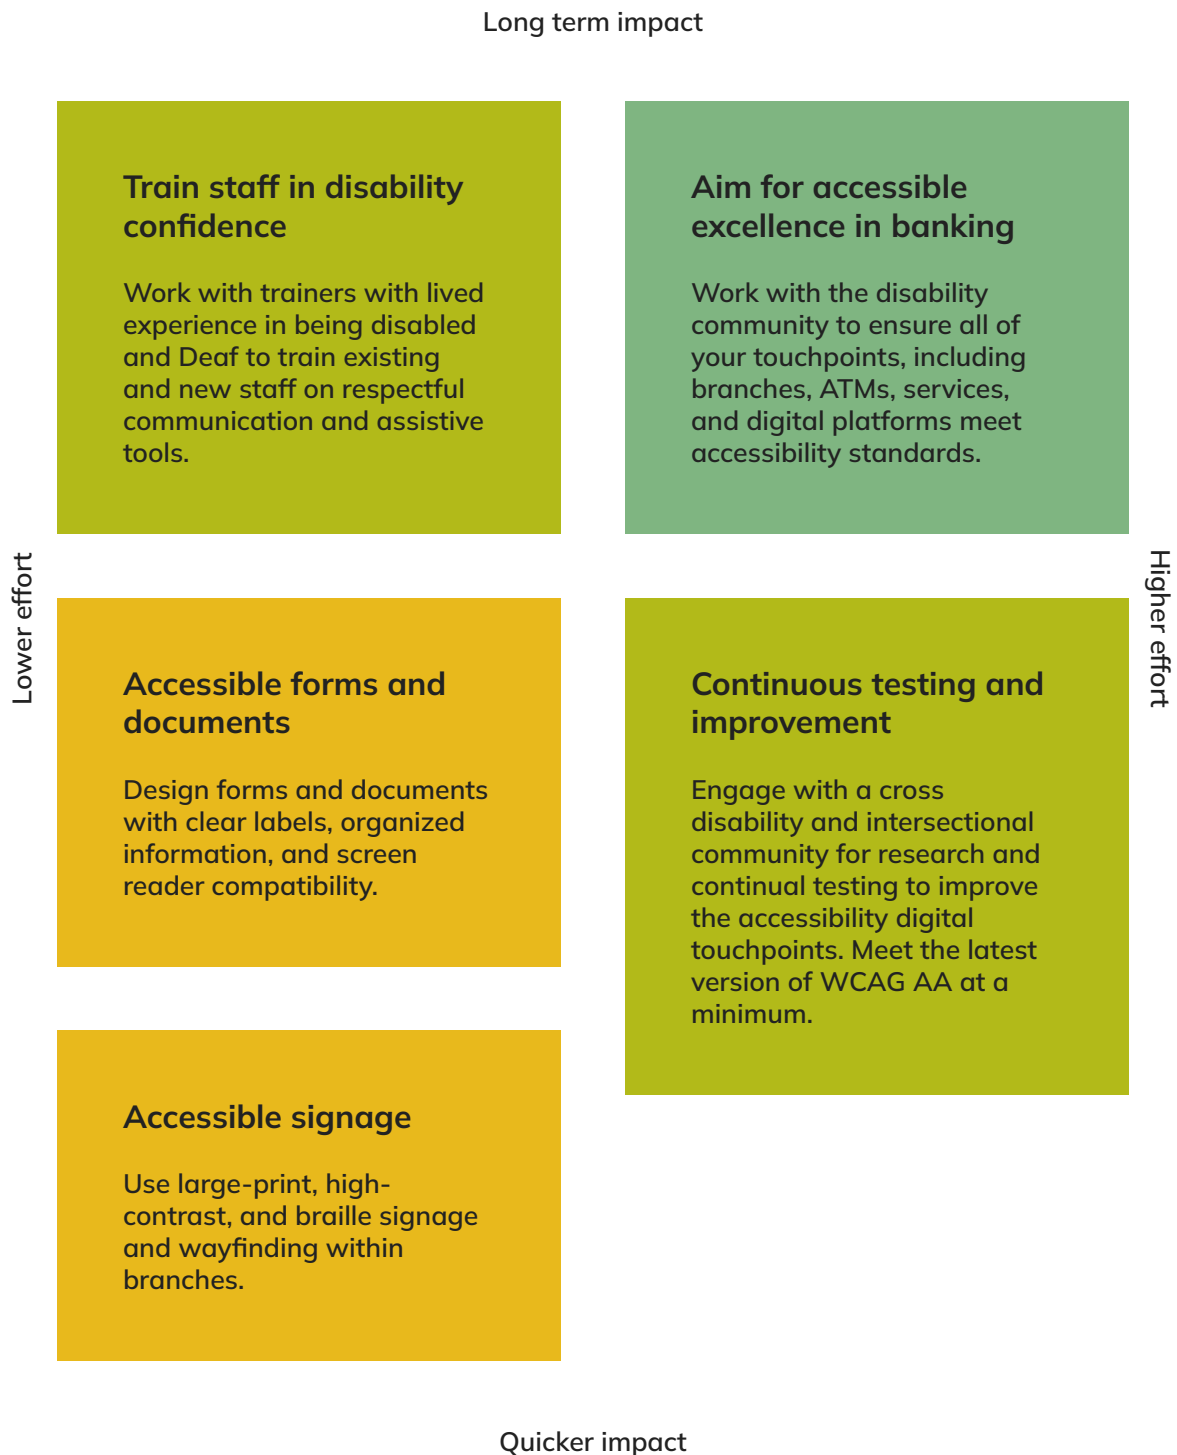 Long term impact
Train staff in disability
confidence
Work with trainers with lived
experience in being disabled
and Deaf to train existing
and new staff on respectful
communication and assistive
tools.
Aim for accessible
excellence in banking
Work with the disability
community to ensure all of
your touchpoints, including
branches, ATMs, services,
and digital platforms meet
accessibility standards.
Lower effort
Higher effort
Accessible forms and
documents
Design forms and documents
with clear labels, organized
information, and screen
reader compatibility.
Continuous testing and
improvement
Engage with a cross
disability and intersectional
community for research and
continual testing to improve
the accessibility digital
touchpoints. Meet the latest
version of WCAG AA at a
minimum.
Accessible signage
Use large-print, high-
contrast, and braille signage
and wayfinding within
branches.
Quicker impact